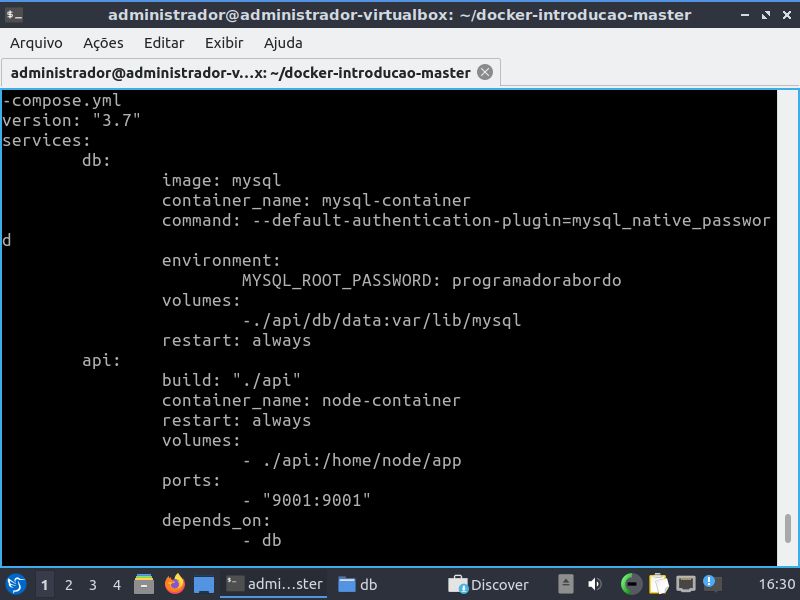 administrador@administrador-virtualbox: ~/docker-introducao-master
Arquivo Ações Editar Exibir Ajuda
administrador@administrador-v...x: ~/docker-introducao-master
-compose.yml
version: "3.7"
services:
db:
image: mysql
container_name: mysql-container
command: --default-authentication-plugin=mysql_native_passwor
d
environment:
MYSQL_ROOT_PASSWORD: programadorabordo
volumes:
-./api/db/data:var/lib/mysql
restart: always
api:
build: "./api"
container_name: node-container
restart: always
volumes:
- ./api:/home/node/app
ports:
- "9001:9001"
depends_on:
- db
1 2 3 4 admi...ster db Discover 16:30